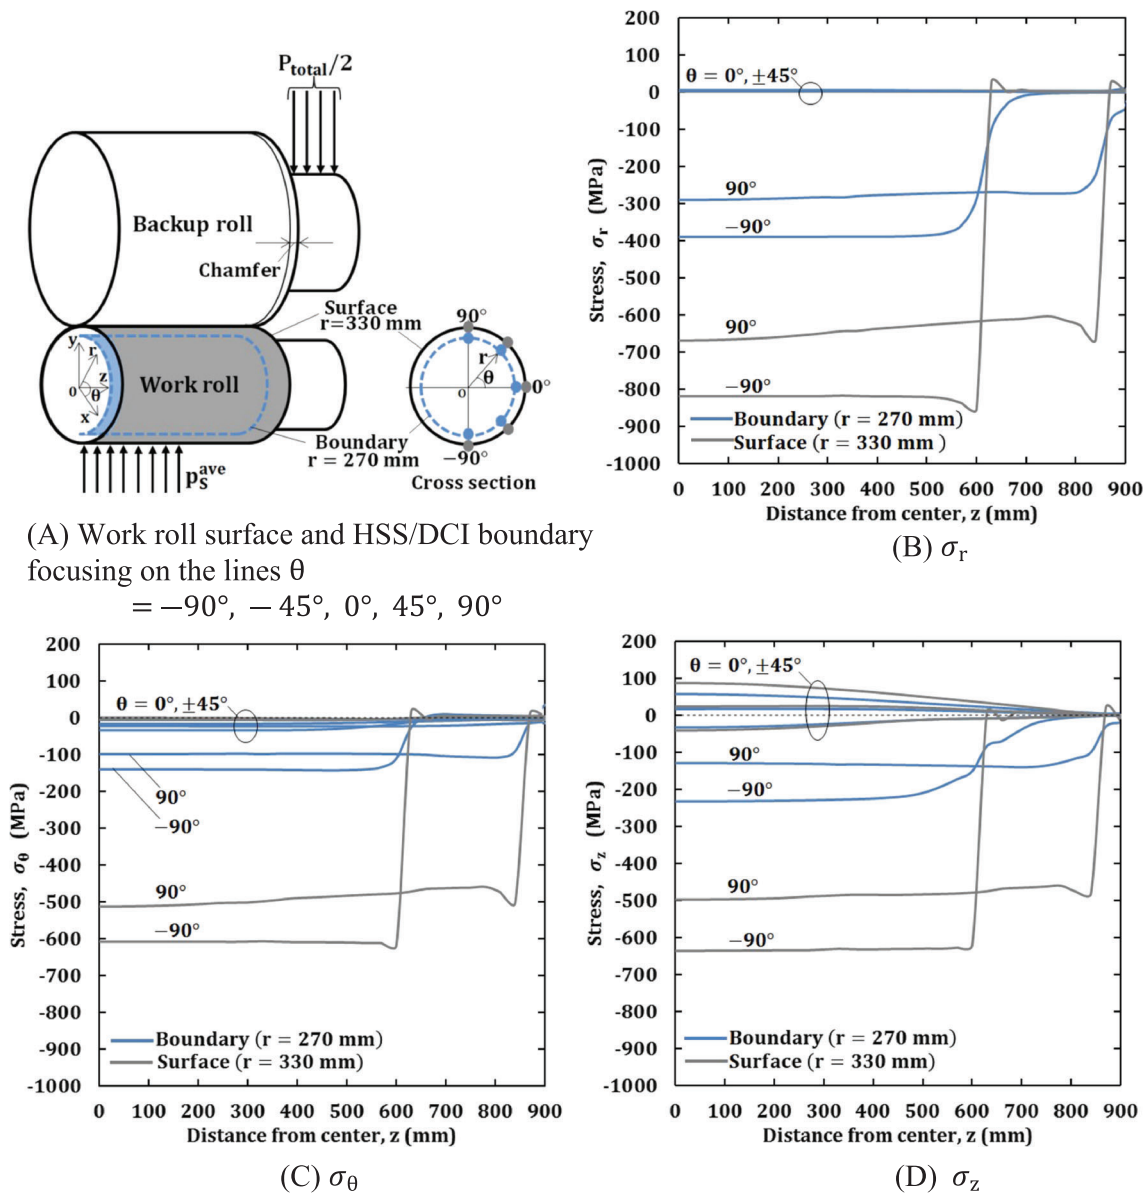 P_total/2
Backup roll
Chamfer
Surface
r=330 mm
y
r
z
0
θ
x
Work roll
Boundary
r = 270 mm
p_S^ave
90°
r
θ
o
0°
−90°
Cross section
(A) Work roll surface and HSS/DCI boundary
focusing on the lines θ
= −90°, −45°, 0°, 45°, 90°
200
100
0
-100
-200
-300
-400
-500
-600
-700
-800
-900
-1000
Stress, σ_r (MPa)
θ = 0°, ±45°
90°
−90°
90°
−90°
Boundary (r = 270 mm)
Surface (r = 330 mm )
0 100 200 300 400 500 600 700 800 900
Distance from center, z (mm)
(B) σ_r
200
100
0
-100
-200
-300
-400
-500
-600
-700
-800
-900
-1000
Stress, σ_θ (MPa)
θ = 0°, ±45°
90°
−90°
90°
−90°
Boundary (r = 270 mm)
Surface (r = 330 mm)
0 100 200 300 400 500 600 700 800 900
Distance from center, z (mm)
(C) σ_θ
200
100
0
-100
-200
-300
-400
-500
-600
-700
-800
-900
-1000
Stress, σ_z (MPa)
θ = 0°, ±45°
90°
−90°
90°
−90°
Boundary (r = 270 mm)
Surface (r = 330 mm)
0 100 200 300 400 500 600 700 800 900
Distance from center, z (mm)
(D) σ_z